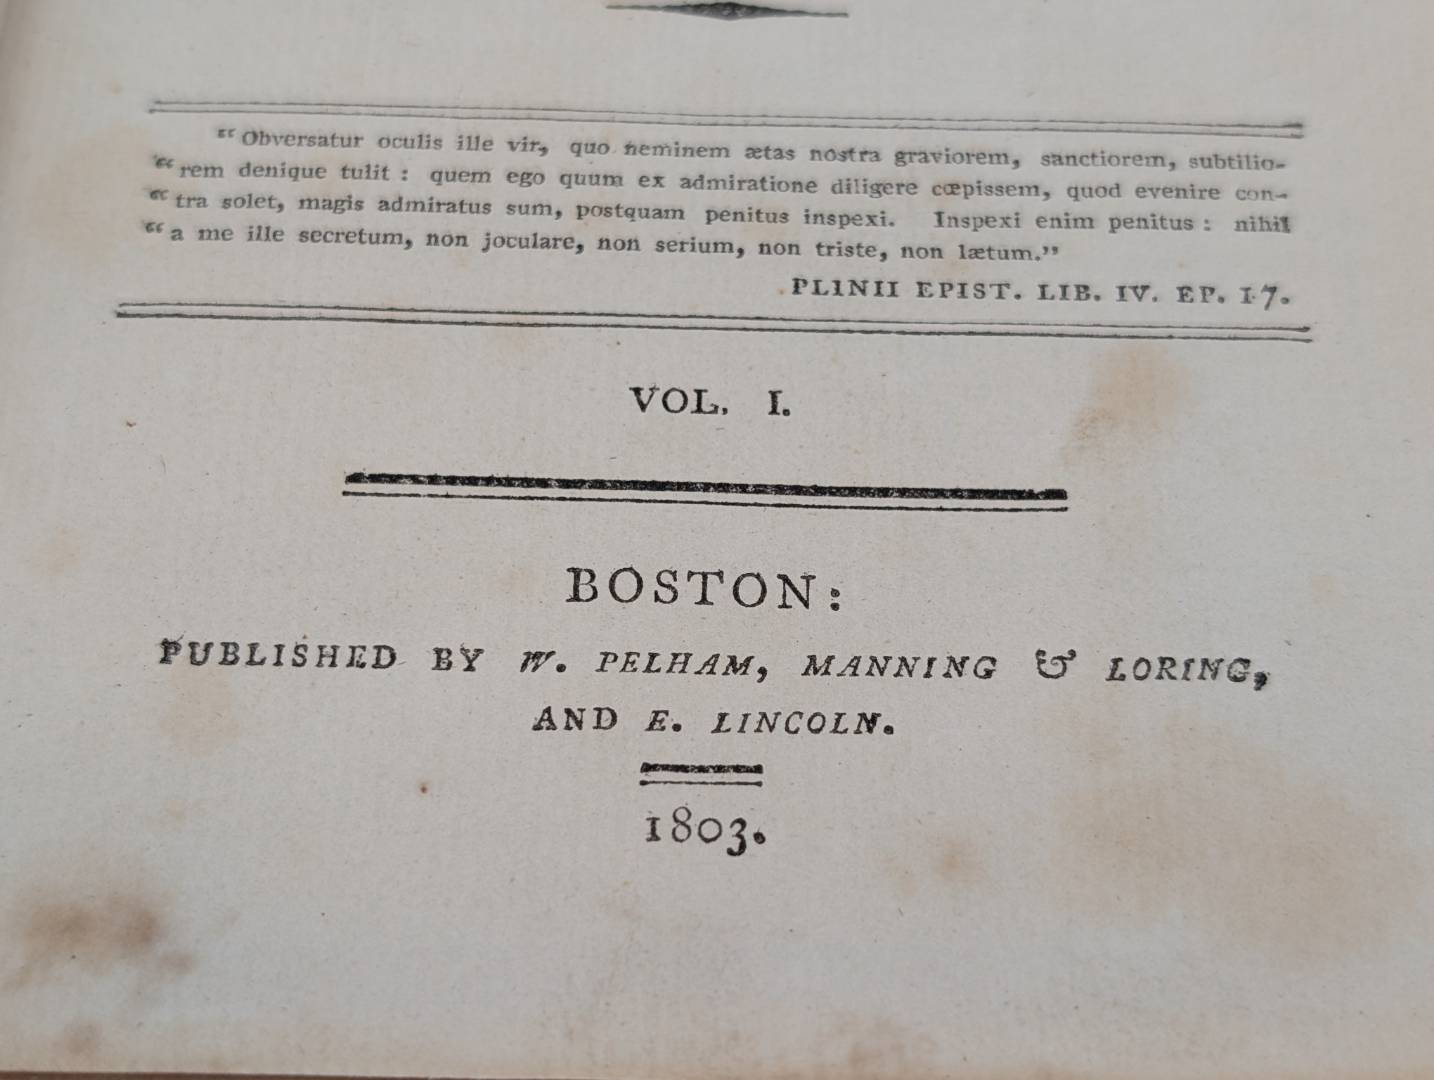 “Obversatur oculis ille vir, quo neminem ætas nostra graviorem, sanctiorem, subtilio-
“rem denique tulit : quem ego quum ex admiratione diligere cœpissem, quod evenire con-
“tra solet, magis admiratus sum, postquam penitus inspexi. Inspexi enim penitus : nihil
“a me ille secretum, non joculare, non serium, non triste, non lætum.”
PLINII EPIST. LIB. IV. EP. 17.
VOL. I.
BOSTON:
PUBLISHED BY W. PELHAM, MANNING & LORING,
AND E. LINCOLN.
1803.